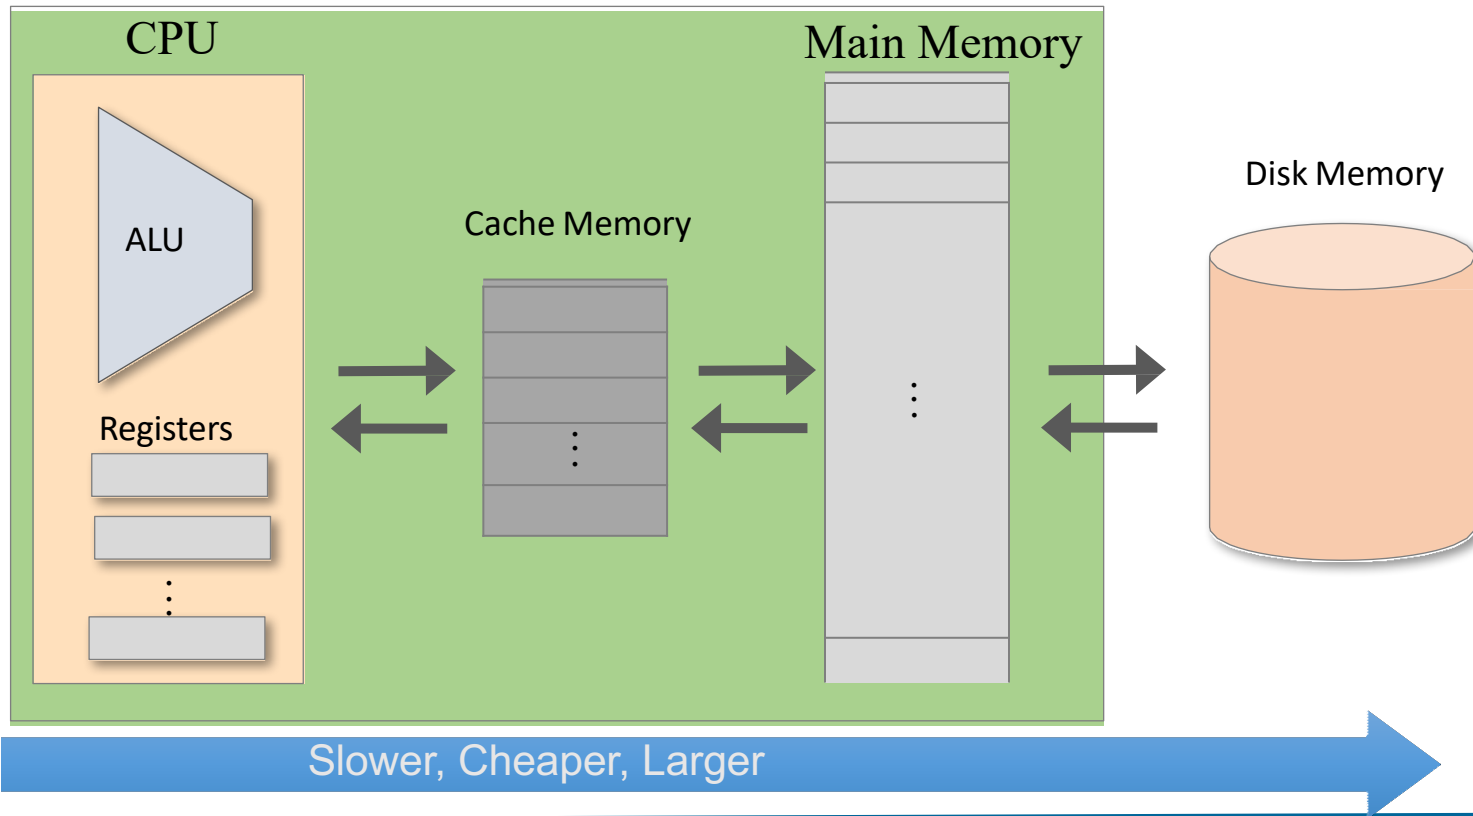 CPU
Main Memory
Disk Memory
Cache Memory
ALU
Registers
Slower, Cheaper, Larger